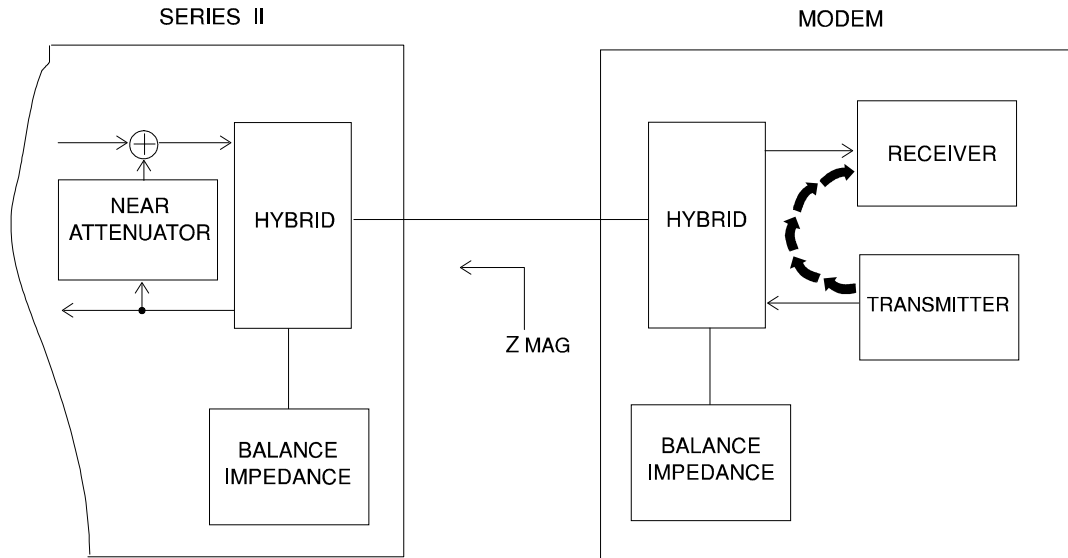 SERIES II
MODEM
NEAR
ATTENUATOR
HYBRID
HYBRID
RECEIVER
TRANSMITTER
Z MAG
BALANCE
IMPEDANCE
BALANCE
IMPEDANCE